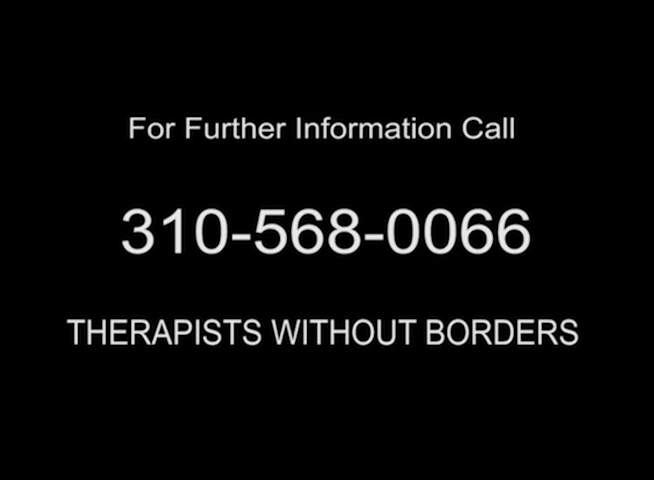 For Further Information Call
310-568-0066
THERAPISTS WITHOUT BORDERS